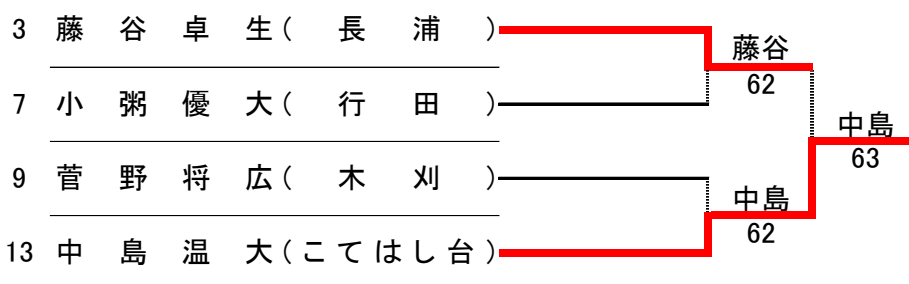 3 藤谷卓生(長浦)
藤谷
62
7 小粥優大(行田)
中島
63
9 菅野将広(木刈)
中島
62
13 中島温大(こてはし台)